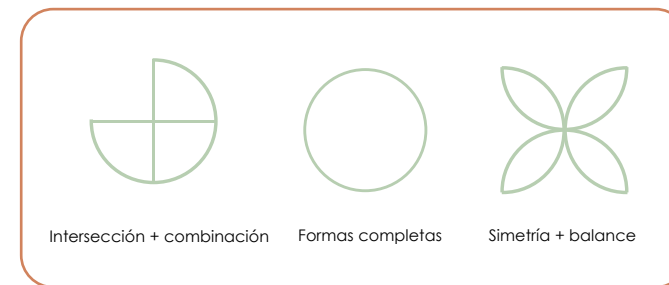 Intersección + combinación
Formas completas
Simetría + balance